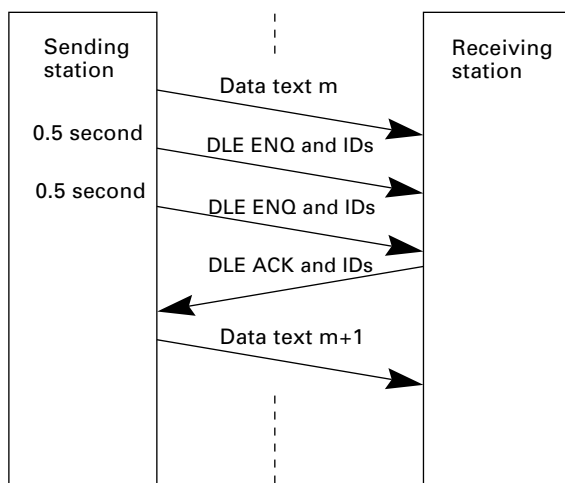 Sending
station
Receiving
station
Data text m
0.5 second
DLE ENQ and IDs
0.5 second
DLE ENQ and IDs
DLE ACK and IDs
Data text m+1